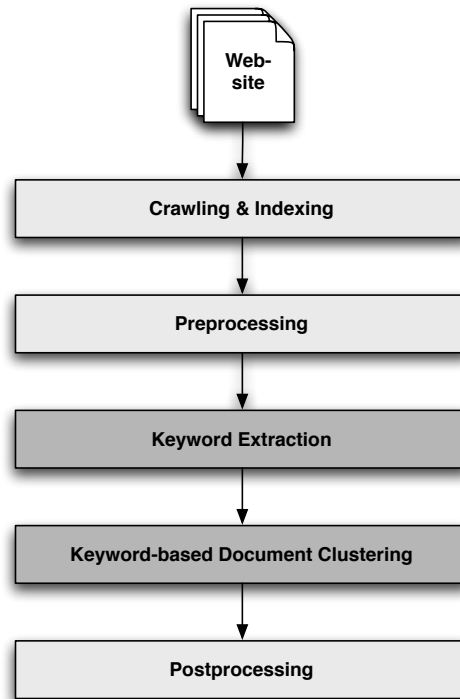 Web-
site
Crawling & Indexing
Preprocessing
Keyword Extraction
Keyword-based Document Clustering
Postprocessing